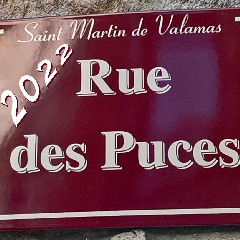 Saint Martin de Valamas
2022
Rue
des Puces